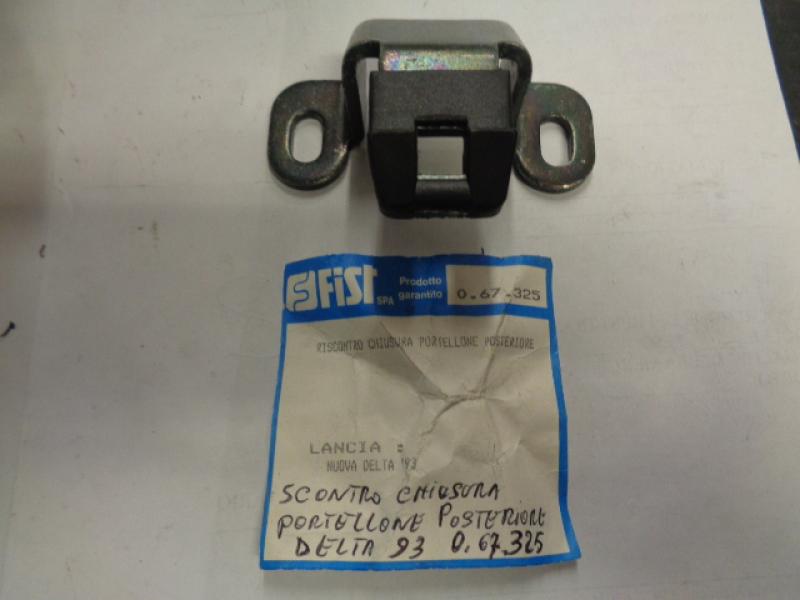 FiSt SPA
Prodotto
garantito
0.67.325
RISCONTRO CHIUSURA PORTELLONE POSTERIORE
LANCIA :
NUOVA DELTA '93
SCONTRO CHIUSURA
PORTELLONE POSTERIORE
DELTA 93 0.67.325